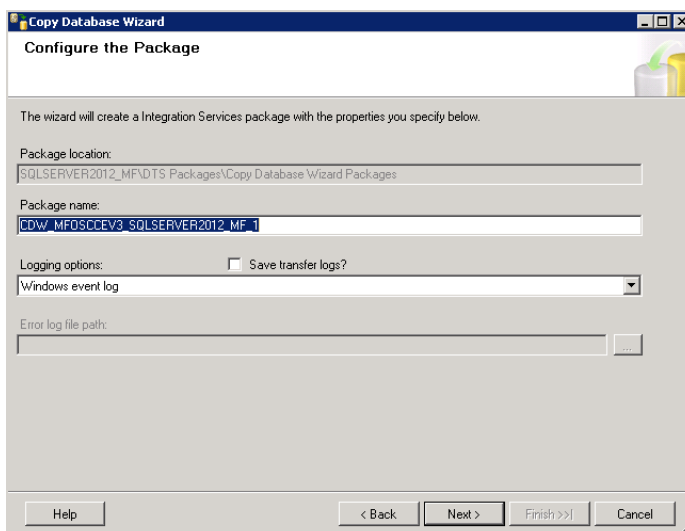 Copy Database Wizard
Configure the Package
The wizard will create a Integration Services package with the properties you specify below.
Package location:
SQLSERVER2012_MF\DTS Packages\Copy Database Wizard Packages
Package name:
CDW_MFOSCCEV3_SQLSERVER2012_MF_1
Logging options:
Save transfer logs?
Windows event log
Error log file path:
...
Help
< Back
Next >
Finish >>|
Cancel